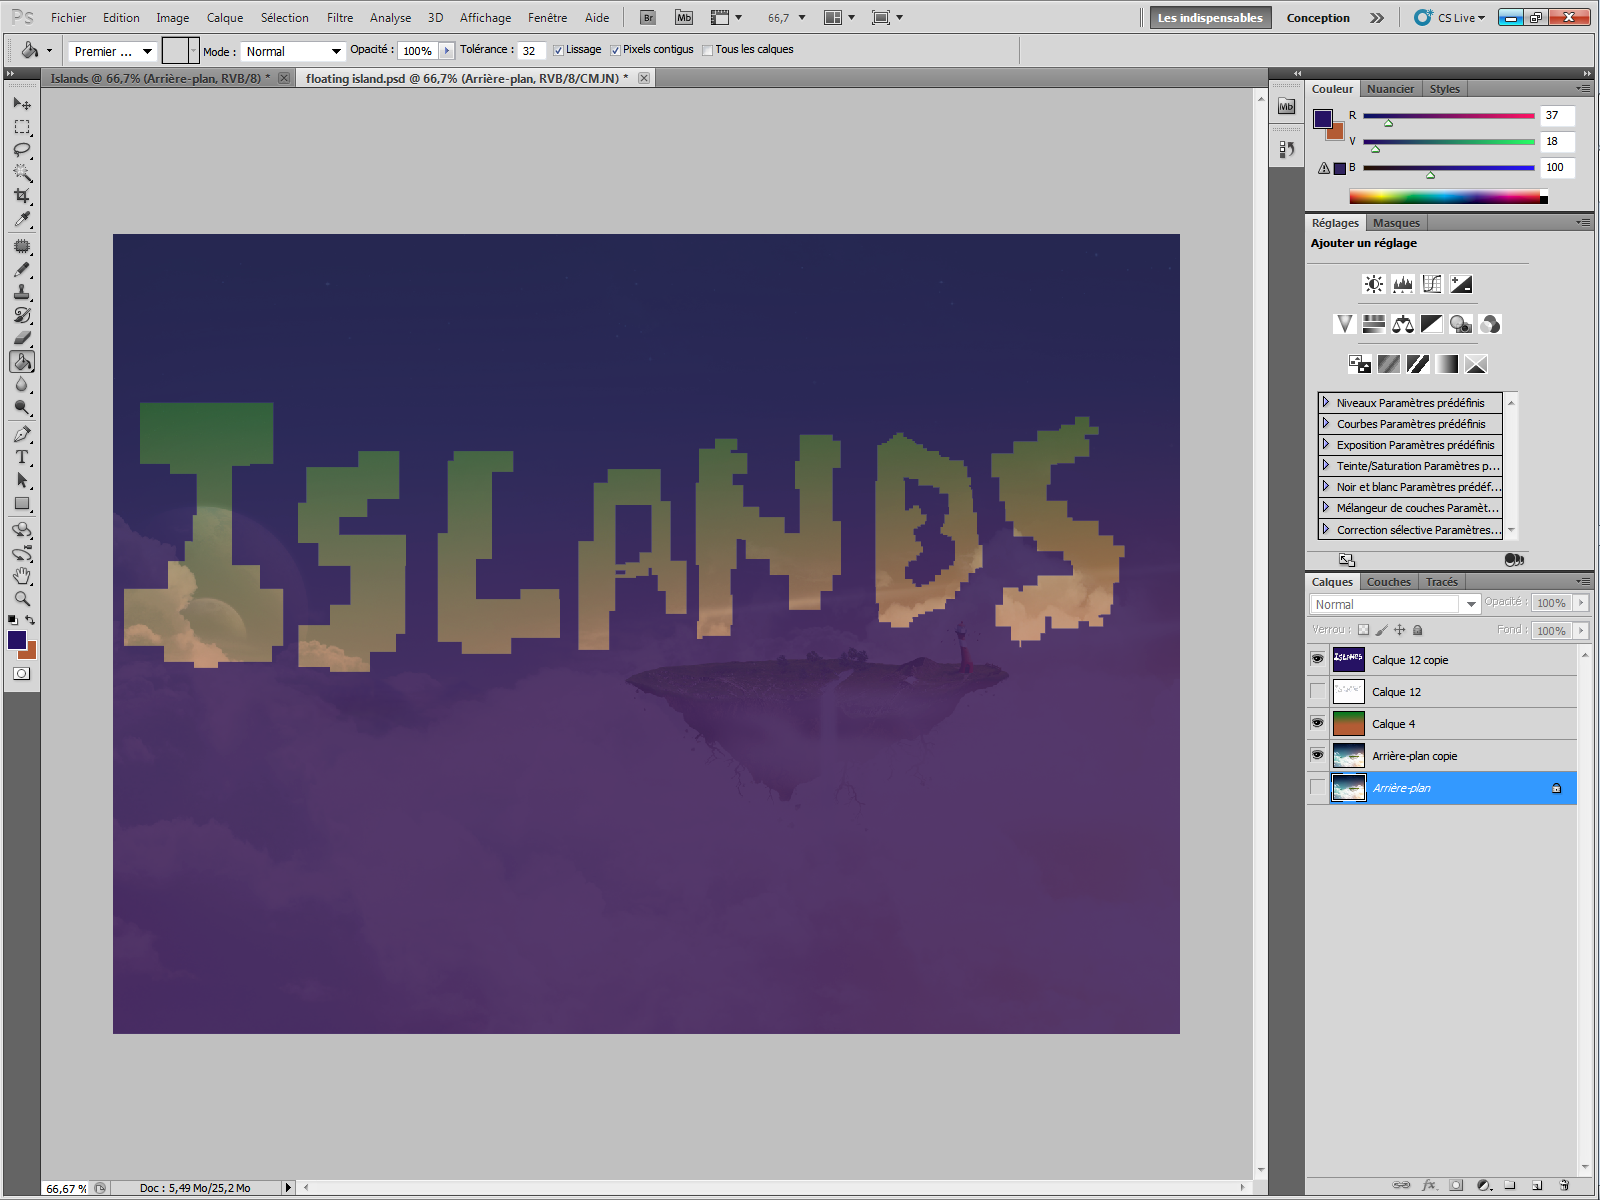 Ps Fichier Edition Image Calque Sélection Filtre Analyse 3D Affichage Fenêtre Aide Br Mb 66,7 Les indispensables Conception CS Live
Premier ... Mode : Normal Opacité : 100% Tolérance : 32 Lissage Pixels contigus Tous les calques
Islands @ 66,7% (Arrière-plan, RVB/8) * floating island.psd @ 66,7% (Arrière-plan, RVB/8/CMJN) *
Mb
Couleur Nuancier Styles
R 37
V 18
B 100
Réglages Masques
Ajouter un réglage
Niveaux Paramètres prédéfinis
Courbes Paramètres prédéfinis
Exposition Paramètres prédéfinis
Teinte/Saturation Paramètres p...
Noir et blanc Paramètres prédéf...
Mélangeur de couches Paramèt...
Correction sélective Paramètres...
ISLANDS
Calques Couches Tracés
Normal Opacité : 100%
Verrou : Fond : 100%
ISLANDS Calque 12 copie
Calque 12
Calque 4
Arrière-plan copie
Arrière-plan
66,67 % Doc : 5,49 Mo/25,2 Mo